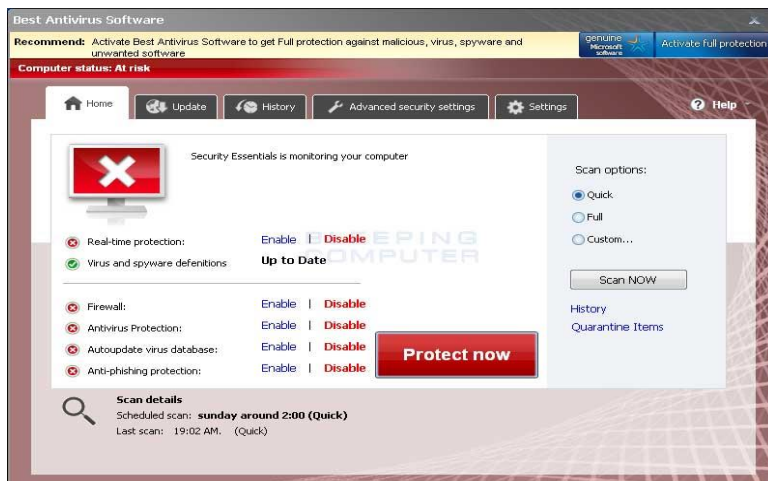 Best Antivirus Software
Recommend: Activate Best Antivirus Software to get Full protection against malicious, virus, spyware and
unwanted software
genuine
Microsoft
software
Activate full protection
Computer status: At risk
Home
Update
History
Advanced security settings
Settings
Help
Security Essentials is monitoring your computer
Real-time protection: Enable | Disable
Virus and spyware defenitions Up to Date
BLEEPING
COMPUTER
Firewall: Enable | Disable
Antivirus Protection: Enable | Disable
Autoupdate virus database: Enable | Disable
Anti-phishing protection: Enable | Disable
Protect now
Scan options:
Quick
Full
Custom...
Scan NOW
History
Quarantine Items
Scan details
Scheduled scan: sunday around 2:00 (Quick)
Last scan: 19:02 AM. (Quick)